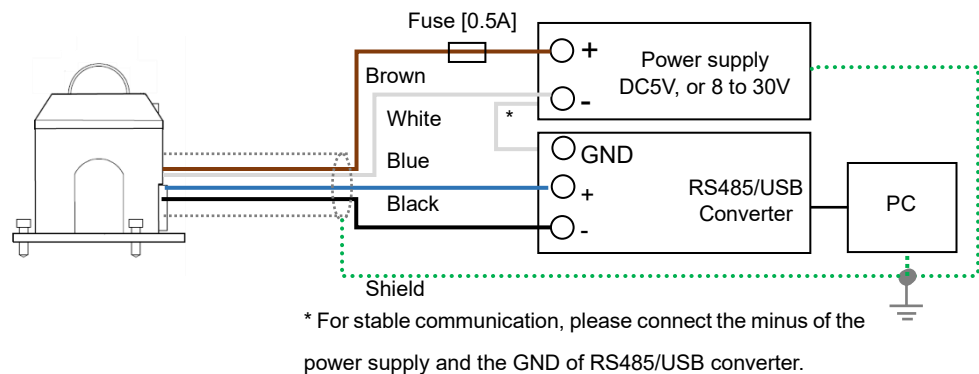 Fuse [0.5A]
+
Power supply
DC5V, or 8 to 30V
Brown
-
White
*
Blue
GND
+
RS485/USB
Converter
PC
Black
-
Shield
* For stable communication, please connect the minus of the
power supply and the GND of RS485/USB converter.